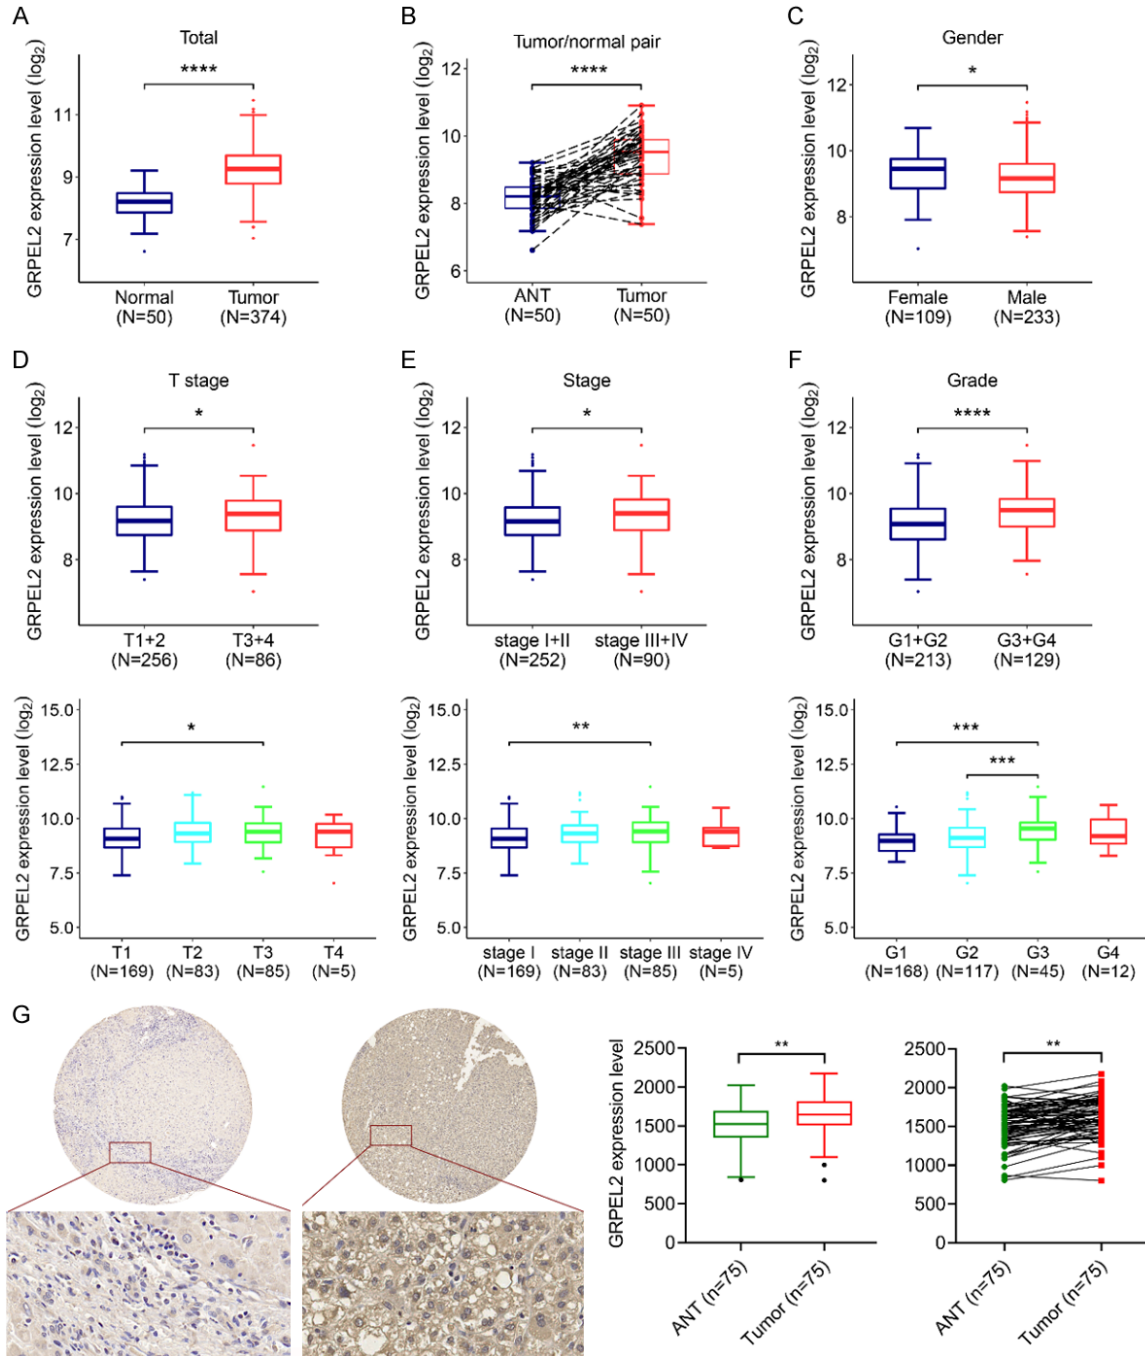 A
Total
GRPEL2 expression level (log2)
****
11
9
7
Normal
(N=50)
Tumor
(N=374)
B
Tumor/normal pair
GRPEL2 expression level (log2)
****
12
10
8
6
ANT
(N=50)
Tumor
(N=50)
C
Gender
GRPEL2 expression level (log2)
*
12
10
8
Female
(N=109)
Male
(N=233)
D
T stage
GRPEL2 expression level (log2)
*
12
10
8
T1+2
(N=256)
T3+4
(N=86)
E
Stage
GRPEL2 expression level (log2)
*
12
10
8
stage I+II
(N=252)
stage III+IV
(N=90)
F
Grade
GRPEL2 expression level (log2)
****
12
10
8
G1+G2
(N=213)
G3+G4
(N=129)
GRPEL2 expression level (log2)
*
15.0
12.5
10.0
7.5
5.0
T1 T2 T3 T4
(N=169) (N=83) (N=85) (N=5)
GRPEL2 expression level (log2)
**
15.0
12.5
10.0
7.5
5.0
stage I stage II stage III stage IV
(N=169) (N=83) (N=85) (N=5)
GRPEL2 expression level (log2)
***
***
15.0
12.5
10.0
7.5
5.0
G1 G2 G3 G4
(N=168) (N=117) (N=45) (N=12)
G
GRPEL2 expression level
**
2500
2000
1500
1000
500
0
ANT (n=75)
Tumor (n=75)
**
2500
2000
1500
1000
500
0
ANT (n=75)
Tumor (n=75)